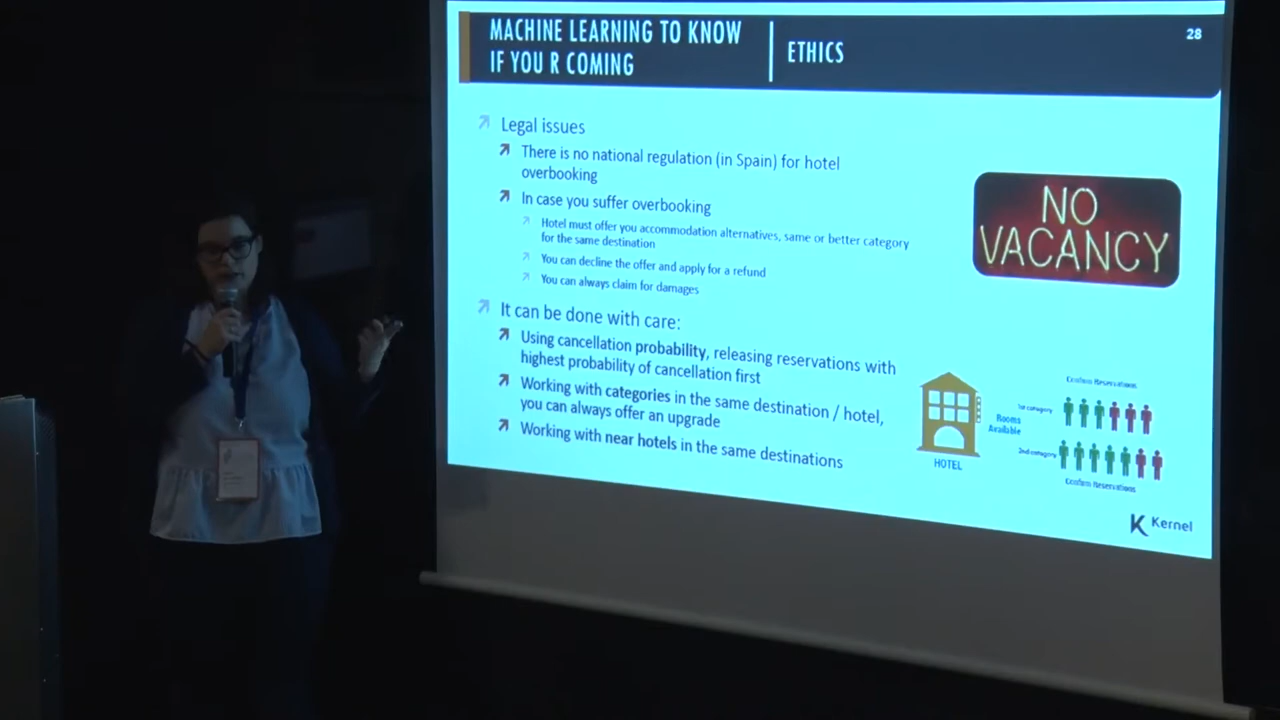 MACHINE LEARNING TO KNOW
IF YOU R COMING
ETHICS
28
Legal issues
There is no national regulation (in Spain) for hotel
overbooking
In case you suffer overbooking
Hotel must offer you accommodation alternatives, same or better category
for the same destination
You can decline the offer and apply for a refund
You can always claim for damages
It can be done with care:
Using cancellation probability, releasing reservations with
highest probability of cancellation first
Working with categories in the same destination / hotel,
you can always offer an upgrade
Working with near hotels in the same destinations
NO
VACANCY
HOTEL
Rooms
Available
Confirm Reservations
1st category
2nd category
Confirm Reservations
K Kernel